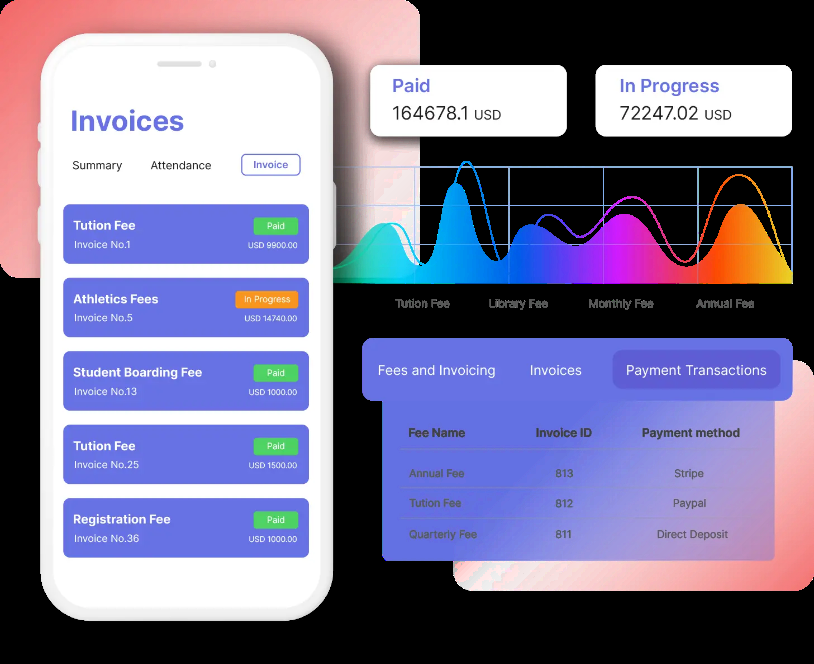 Invoices
Summary Attendance Invoice
Tution Fee Paid
Invoice No.1 USD 9900.00
Athletics Fees In Progress
Invoice No.5 USD 14740.00
Student Boarding Fee Paid
Invoice No.13 USD 1000.00
Tution Fee Paid
Invoice No.25 USD 1500.00
Registration Fee Paid
Invoice No.36 USD 1000.00
Paid
164678.1 USD
In Progress
72247.02 USD
Tution Fee Library Fee Monthly Fee Annual Fee
Fees and Invoicing Invoices Payment Transactions
Fee Name Invoice ID Payment method
Annual Fee 813 Stripe
Tution Fee 812 Paypal
Quarterly Fee 811 Direct Deposit